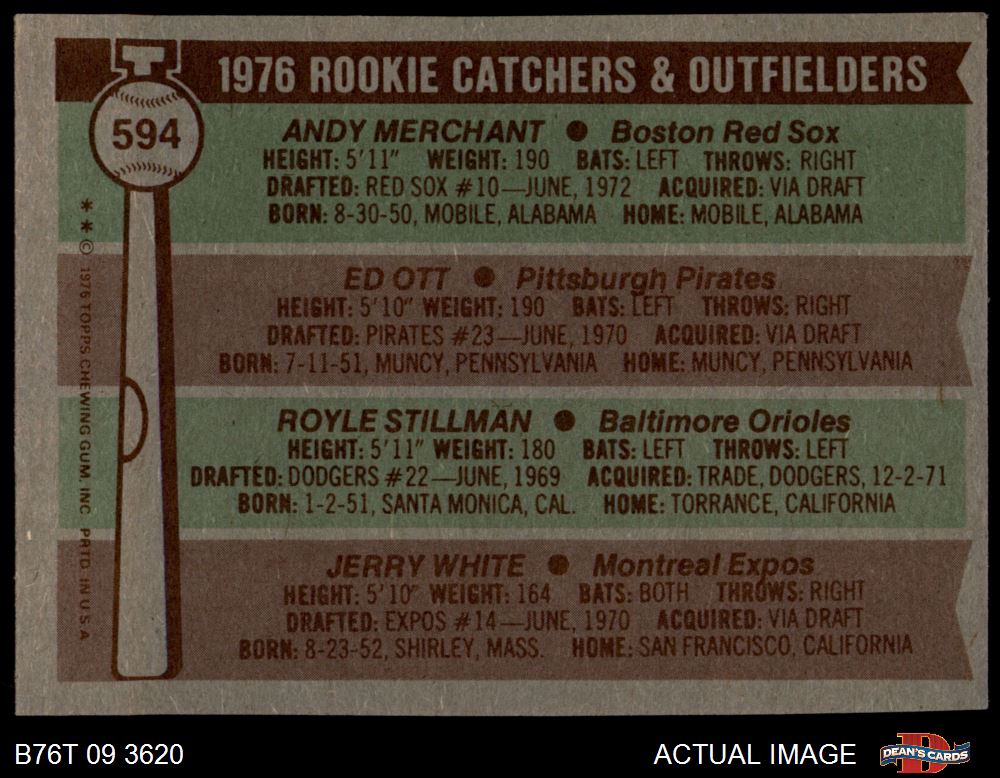 1976 ROOKIE CATCHERS & OUTFIELDERS
594
ANDY MERCHANT ● Boston Red Sox
HEIGHT: 5'11" WEIGHT: 190 BATS: LEFT THROWS: RIGHT
DRAFTED: RED SOX #10—JUNE, 1972 ACQUIRED: VIA DRAFT
BORN: 8-30-50, MOBILE, ALABAMA HOME: MOBILE, ALABAMA
ED OTT ● Pittsburgh Pirates
HEIGHT: 5'10" WEIGHT: 190 BATS: LEFT THROWS: RIGHT
DRAFTED: PIRATES #23—JUNE, 1970 ACQUIRED: VIA DRAFT
BORN: 7-11-51, MUNCY, PENNSYLVANIA HOME: MUNCY, PENNSYLVANIA
ROYLE STILLMAN ● Baltimore Orioles
HEIGHT: 5'11" WEIGHT: 180 BATS: LEFT THROWS: LEFT
DRAFTED: DODGERS #22—JUNE, 1969 ACQUIRED: TRADE, DODGERS, 12-2-71
BORN: 1-2-51, SANTA MONICA, CAL. HOME: TORRANCE, CALIFORNIA
JERRY WHITE ● Montreal Expos
HEIGHT: 5'10" WEIGHT: 164 BATS: BOTH THROWS: RIGHT
DRAFTED: EXPOS #14—JUNE, 1970 ACQUIRED: VIA DRAFT
BORN: 8-23-52, SHIRLEY, MASS. HOME: SAN FRANCISCO, CALIFORNIA
* * © 1976 TOPPS CHEWING GUM, INC. PRTD. IN U.S.A.
B76T 09 3620
ACTUAL IMAGE
D
DEAN'S CARDS